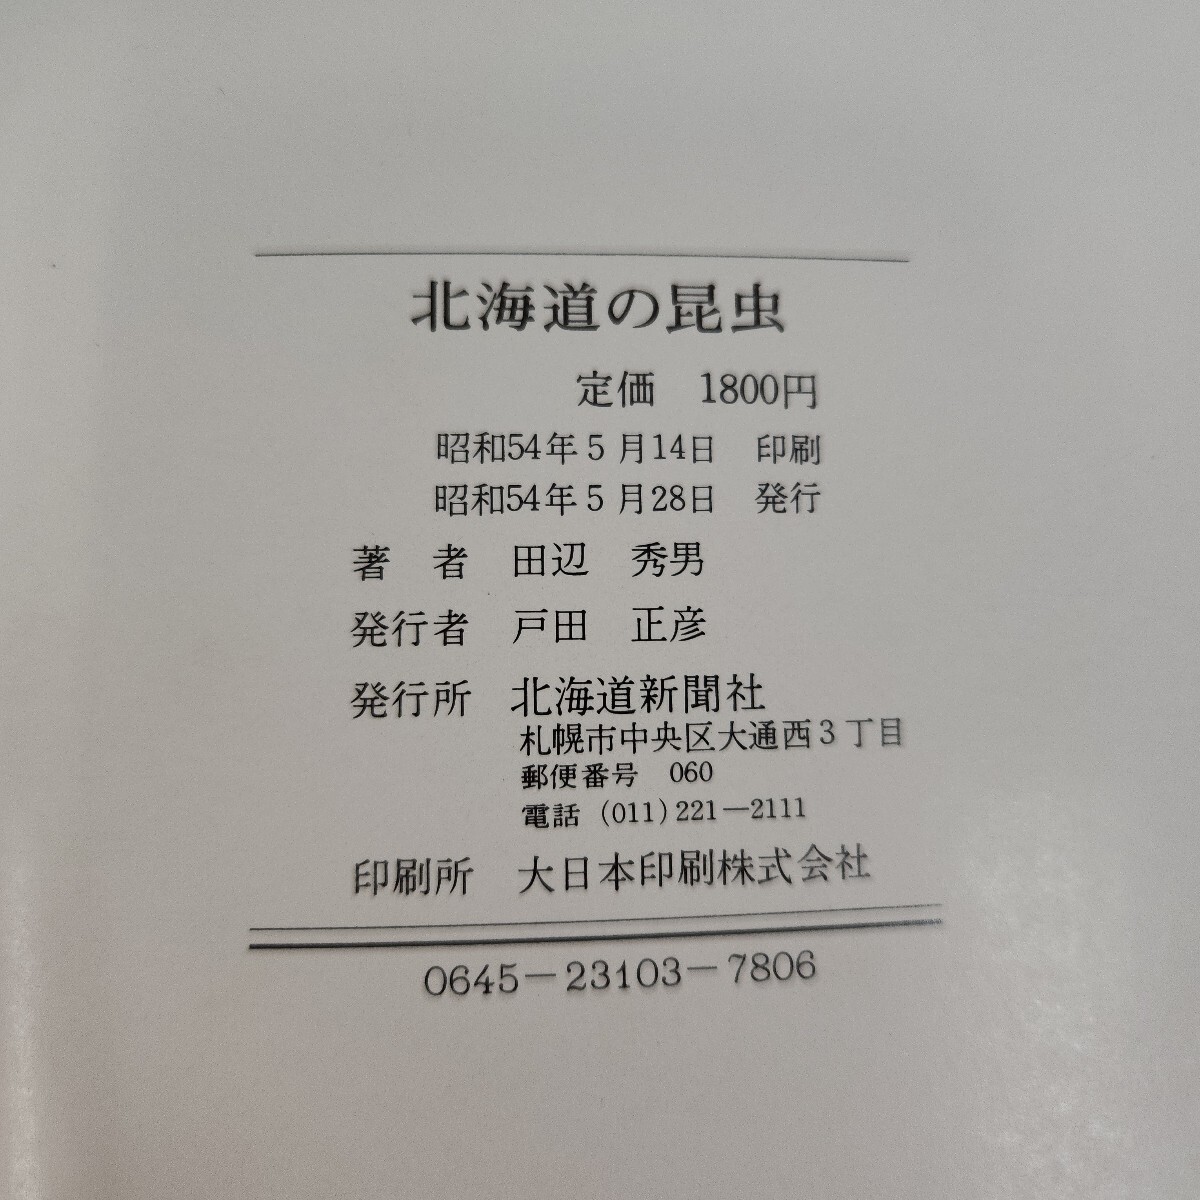 北海道の昆虫
定価　1800円
昭和54年5月14日　印刷
昭和54年5月28日　発行
著　者　田辺　秀男
発行者　戸田　正彦
発行所　北海道新聞社
札幌市中央区大通西3丁目
郵便番号　060
電話　(011)221—2111
印刷所　大日本印刷株式会社
0645—23103—7806